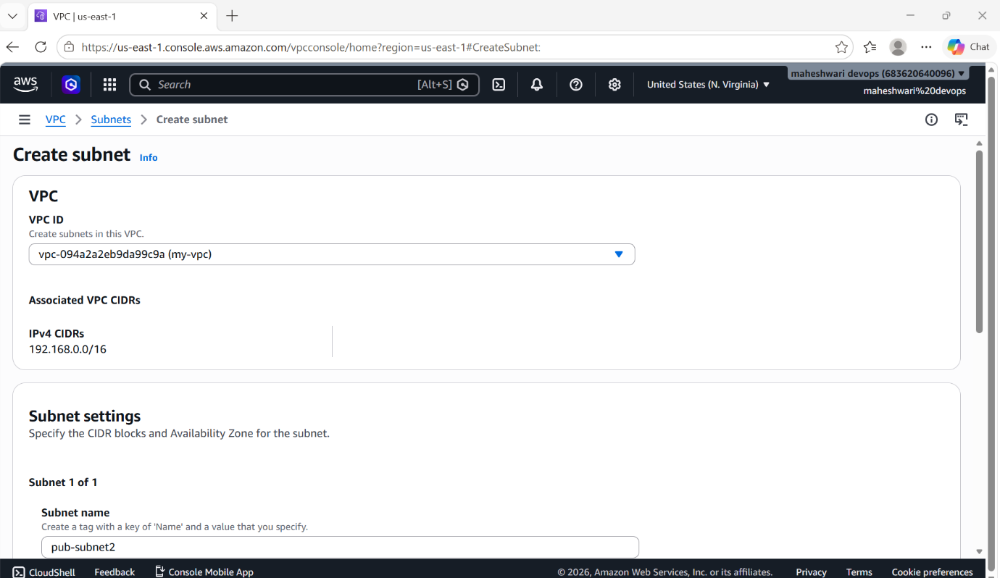 VPC | us-east-1
https://us-east-1.console.aws.amazon.com/vpcconsole/home?region=us-east-1#CreateSubnet:
Chat
aws
Search
[Alt+S]
United States (N. Virginia)
maheshwari devops (683620640096)
maheshwari%20devops
VPC
Subnets
Create subnet
Create subnet
Info
VPC
VPC ID
Create subnets in this VPC.
vpc-094a2a2eb9da99c9a (my-vpc)
Associated VPC CIDRs
IPv4 CIDRs
192.168.0.0/16
Subnet settings
Specify the CIDR blocks and Availability Zone for the subnet.
Subnet 1 of 1
Subnet name
Create a tag with a key of 'Name' and a value that you specify.
pub-subnet2
CloudShell
Feedback
Console Mobile App
© 2026, Amazon Web Services, Inc. or its affiliates.
Privacy
Terms
Cookie preferences